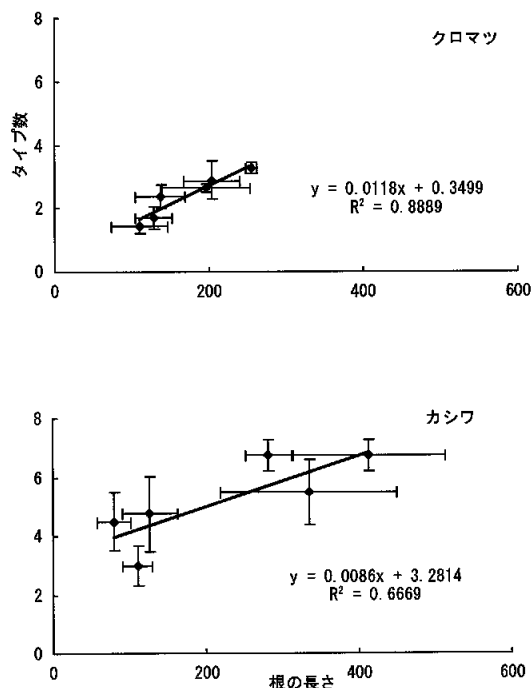 クロマツ
8
6
4
2
0
タイプ数
y = 0.0118x + 0.3499
R² = 0.8889
0 200 400 600
カシワ
8
6
4
2
0
y = 0.0086x + 3.2814
R² = 0.6669
0 200 400 600
根の長さ